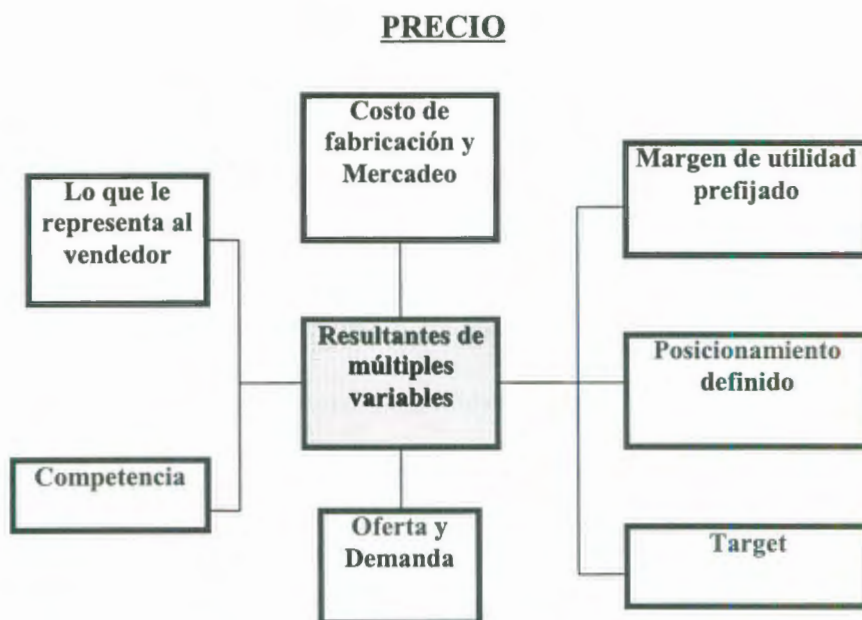 PRECIO
Costo de
fabricación y
Mercadeo
Lo que le
representa al
vendedor
Margen de utilidad
prefijado
Resultantes de
múltiples
variables
Posicionamiento
definido
Competencia
Oferta y
Demanda
Target